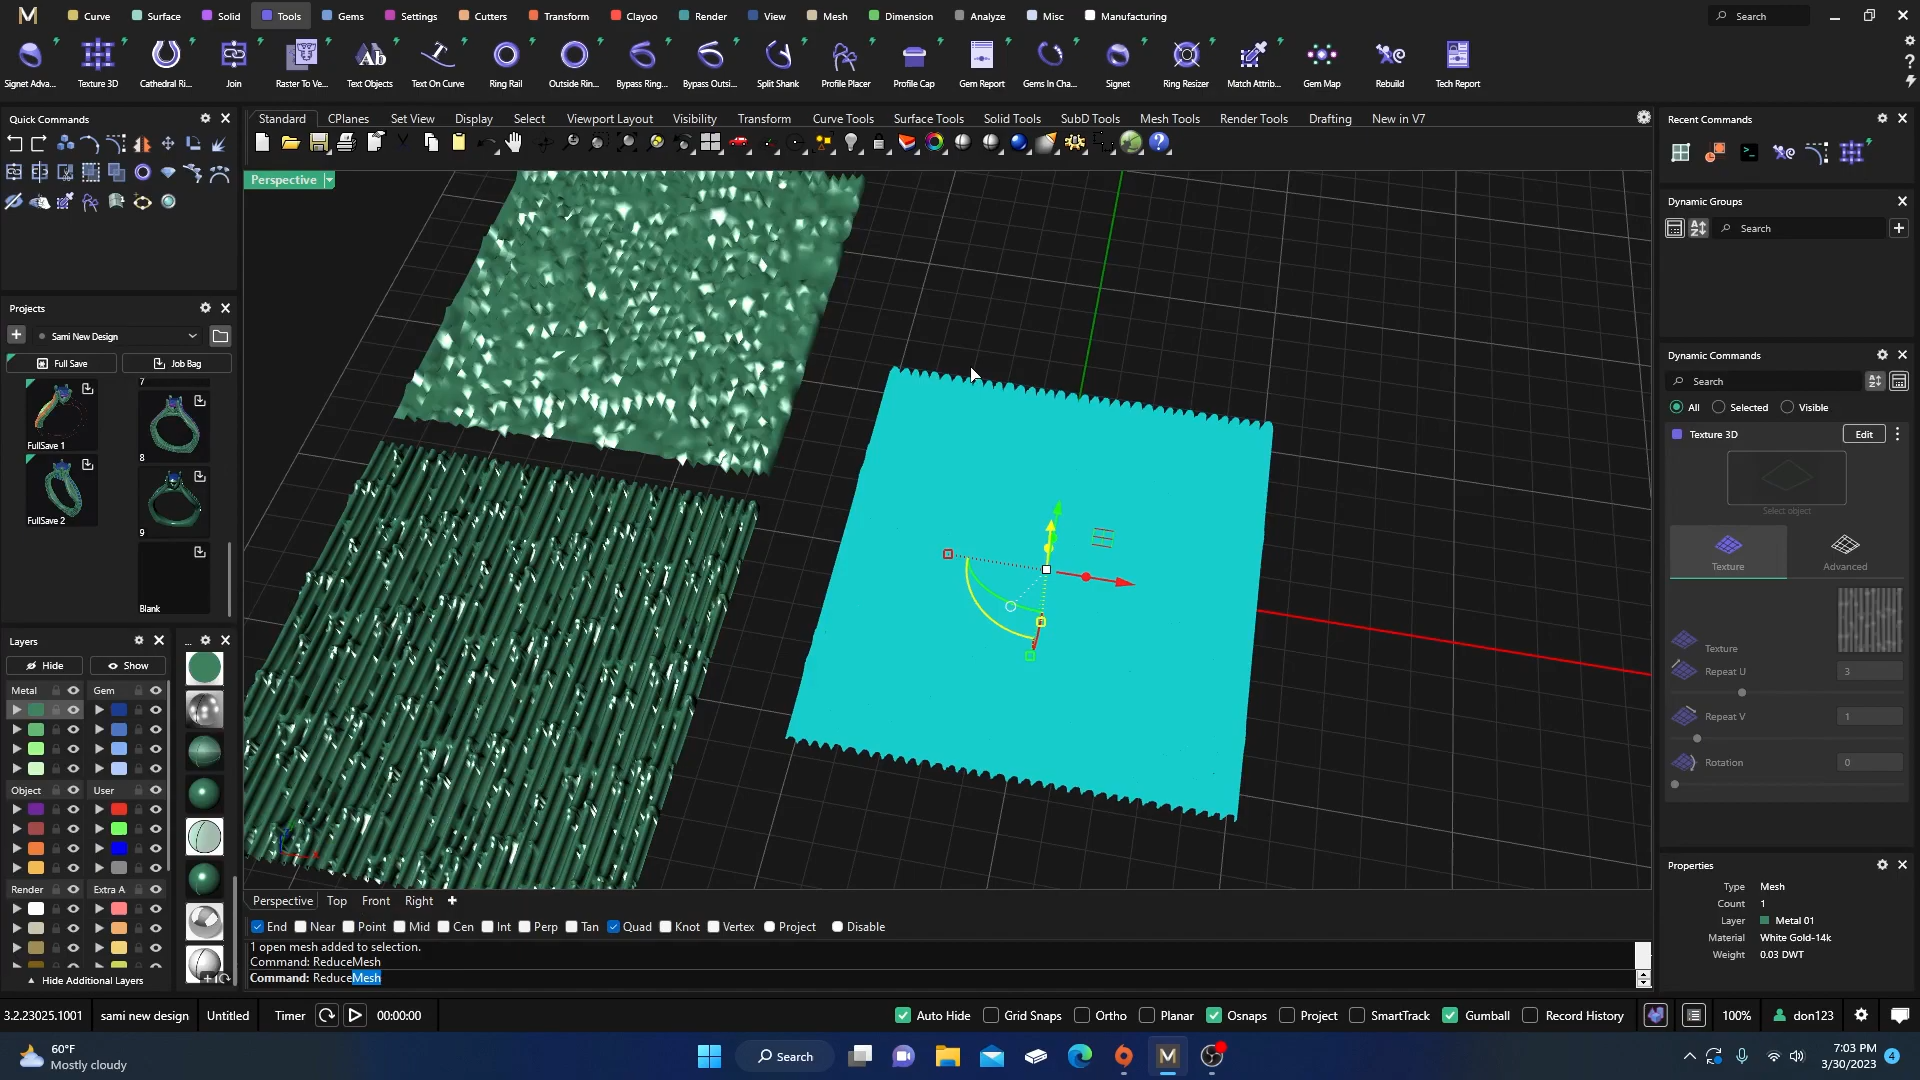 Curve Surface Solid Tools Gems Settings Cutters Transform Clayoo Render View Mesh Dimension Analyze Misc Manufacturing Search
Signet Adva... Texture 3D Cathedral Ri... Join Raster To Ve... Text Objects Text On Curve Ring Rail Outside Rin... Bypass Ring... Bypass Outsi... Split Shank Profile Placer Profile Cap Gem Report Gems In Cha... Signet Ring Resizer Match Attrib... Gem Map Rebuild Tech Report
Quick Commands
Standard CPlanes Set View Display Select Viewport Layout Visibility Transform Curve Tools Surface Tools Solid Tools SubD Tools Mesh Tools Render Tools Drafting New in V7
Perspective
Projects
Sami New Design
Full Save Job Bag
FullSave 1
FullSave 2
7
8
9
Blank
Layers ...
Hide Show
Metal Gem
Object User
Render Extra A
Hide Additional Layers
Recent Commands
Dynamic Groups
Search
Dynamic Commands
Search
All Selected Visible
Texture 3D Edit
Select object
Texture Advanced
Texture
Repeat U 3
Repeat V 1
Rotation 0
Properties
Type Mesh
Count 1
Layer Metal 01
Material White Gold-14k
Weight 0.03 DWT
Perspective Top Front Right
End Near Point Mid Cen Int Perp Tan Quad Knot Vertex Project Disable
1 open mesh added to selection.
Command: ReduceMesh
Command: ReduceMesh
3.2.23025.1001 sami new design Untitled Timer 00:00:00 Auto Hide Grid Snaps Ortho Planar Osnaps Project SmartTrack Gumball Record History 100% don123
60°F
Mostly cloudy
Search
7:03 PM
3/30/2023
4